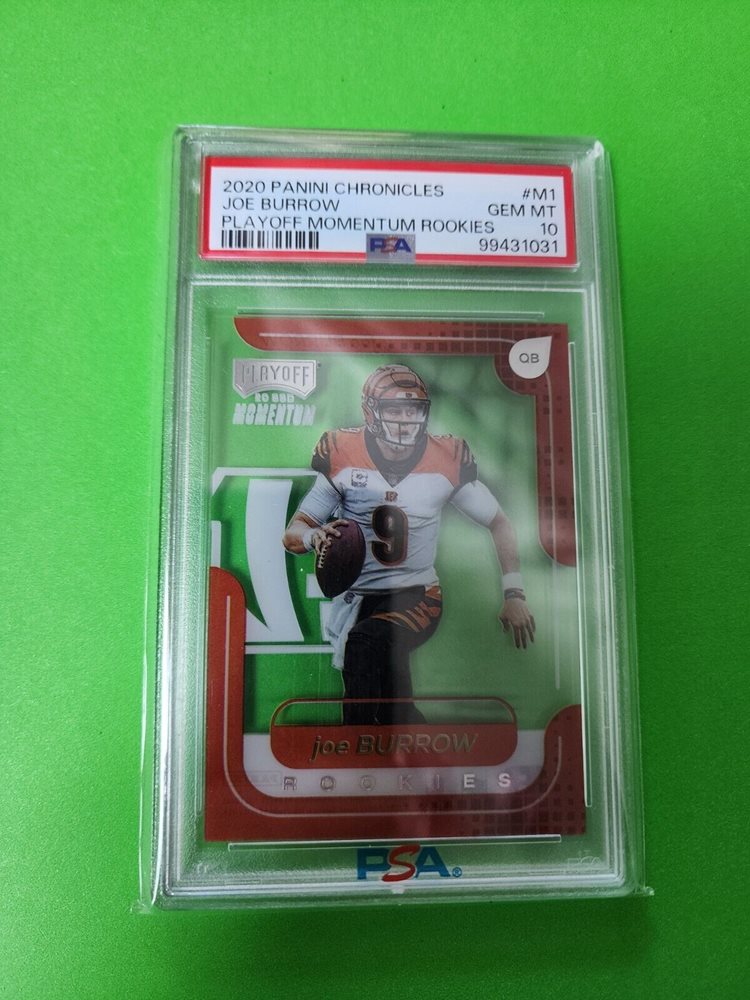 2020 PANINI CHRONICLES #M1
JOE BURROW GEM MT
PLAYOFF MOMENTUM ROOKIES 10
PSA 99431031
QB
PLAYOFF
MOMENTUM
9
joe BURROW
ROOKIES
PSA